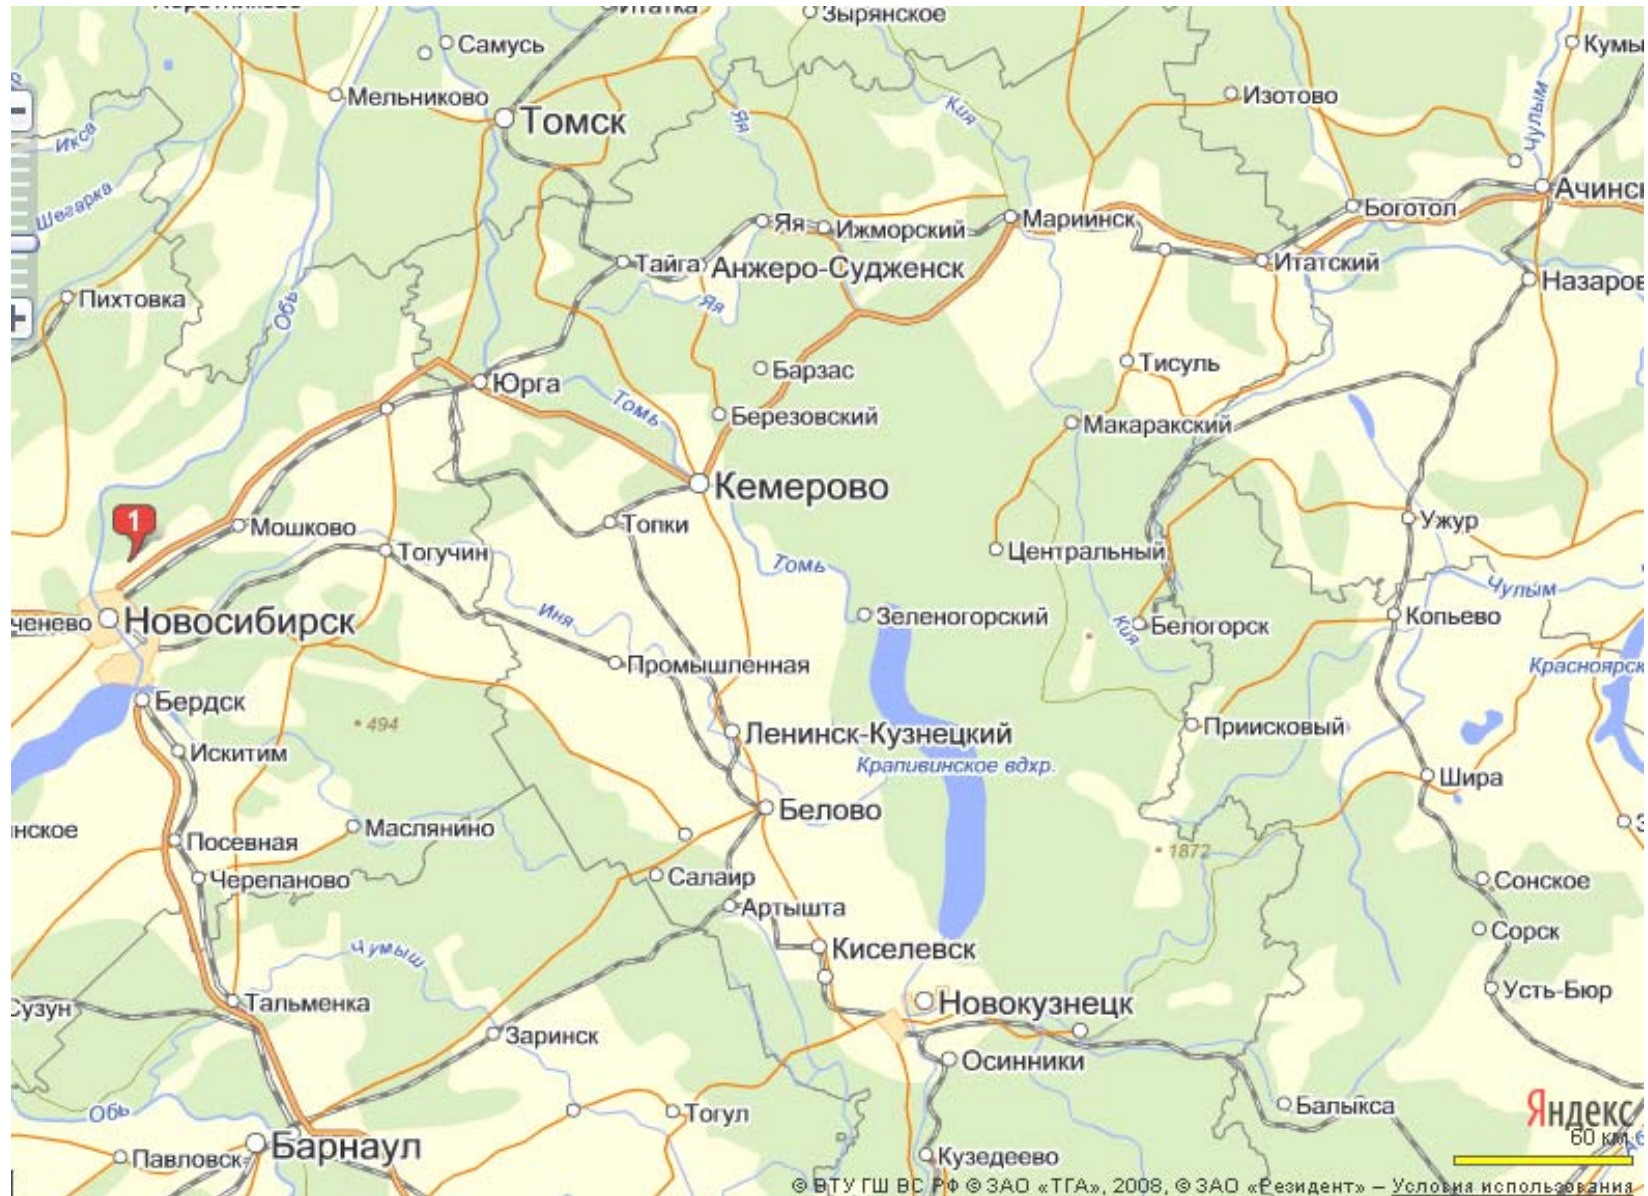 Зырянское
Самусь
Кумы
Мельниково
Изотово
Томск
Яя
Кия
Чулым
Икса
Шегарка
Ачинск
Боготол
Мариинск
Яя
Ижморский
Итатский
Тайга
Анжеро-Судженск
Назаров
Пихтовка
Обь
Яя
Тисуль
Барзас
Юрга
Томь
Березовский
Макаракский
Кемерово
1
Мошково
Топки
Ужур
Тогучин
Центральный
Томь
Чулым
Иня
Зеленогорский
Копьево
Новосибирск
ченево
Кия
Белогорск
Промышленная
Красноярск
Бердск
494
Приисковый
Ленинск-Кузнецкий
Искитим
Крапивинское вдхр.
Шира
Белово
нское
Маслянино
Посевная
1872
Салаир
Черепаново
Сонское
Артышта
Сорск
Чумыш
Киселевск
Усть-Бюр
Тальменка
Новокузнецк
Сузун
Заринск
Осинники
Балыкса
Яндекс
Обь
Тогул
60 км
Барнаул
Павловск
Кузедеево
© ВТУ ГШ ВС РФ © ЗАО «ТГА», 2008, © ЗАО «Резидент» – Условия использования